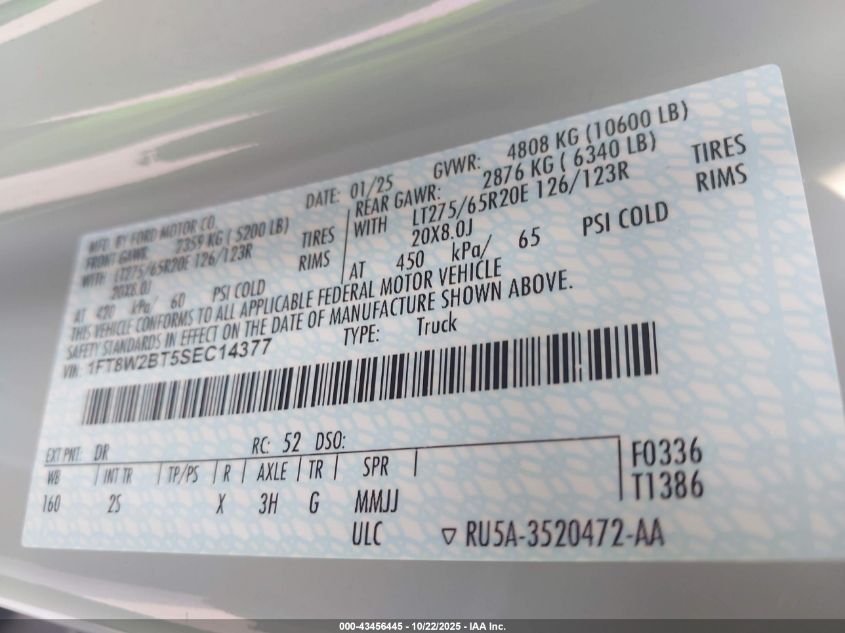 MFD. BY FORD MOTOR CO.
DATE: 01/25 GVWR: 4808 KG (10600 LB)
FRONT GAWR: 2359 KG ( 5200 LB)
REAR GAWR: 2876 KG ( 6340 LB)
WITH LT275/65R20E 126/123R TIRES
WITH LT275/65R20E 126/123R TIRES
20X8.0J RIMS
20X8.0J RIMS
AT 420 kPa/ 60 PSI COLD
AT 450 kPa/ 65 PSI COLD
THIS VEHICLE CONFORMS TO ALL APPLICABLE FEDERAL MOTOR VEHICLE
SAFETY STANDARDS IN EFFECT ON THE DATE OF MANUFACTURE SHOWN ABOVE.
VIN: 1FT8W2BT5SEC14377 TYPE: Truck
EXT PNT: DR RC: 52 DSO:
WB INT TR TP/PS R AXLE TR SPR
160 2S X 3H G MMJJ
ULC
F0336
T1386
▽ RU5A-3520472-AA
000-43456445 - 10/22/2025 - IAA Inc.